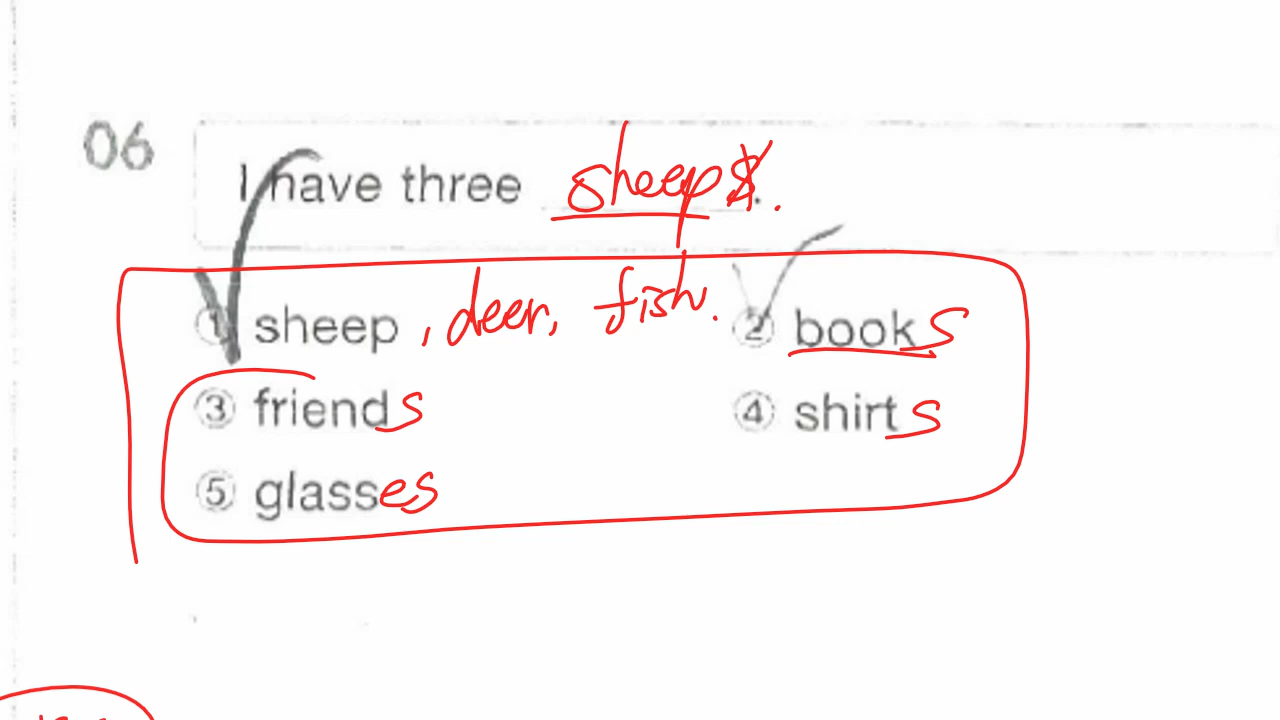 06
I have three sheeps.
① sheep, deer, fish. ② books
③ friends ④ shirts
⑤ glasses